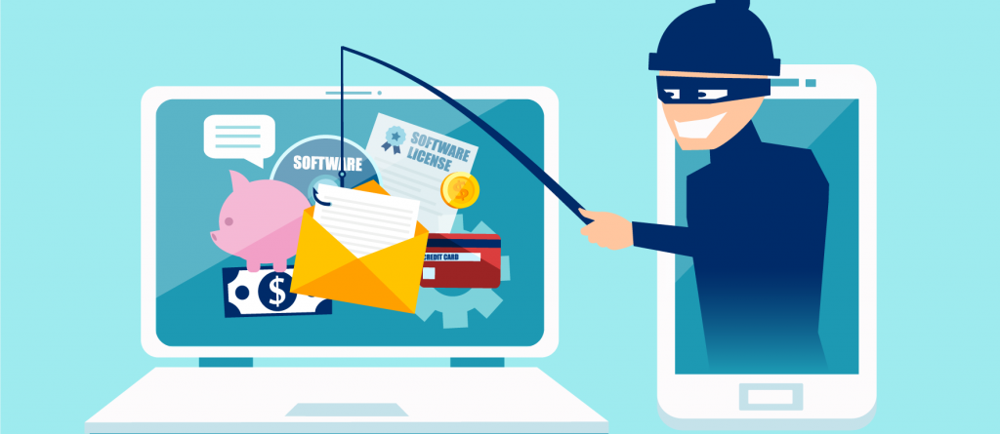 SOFTWARE
SOFTWARE
LICENSE
$
$
CREDIT CARD